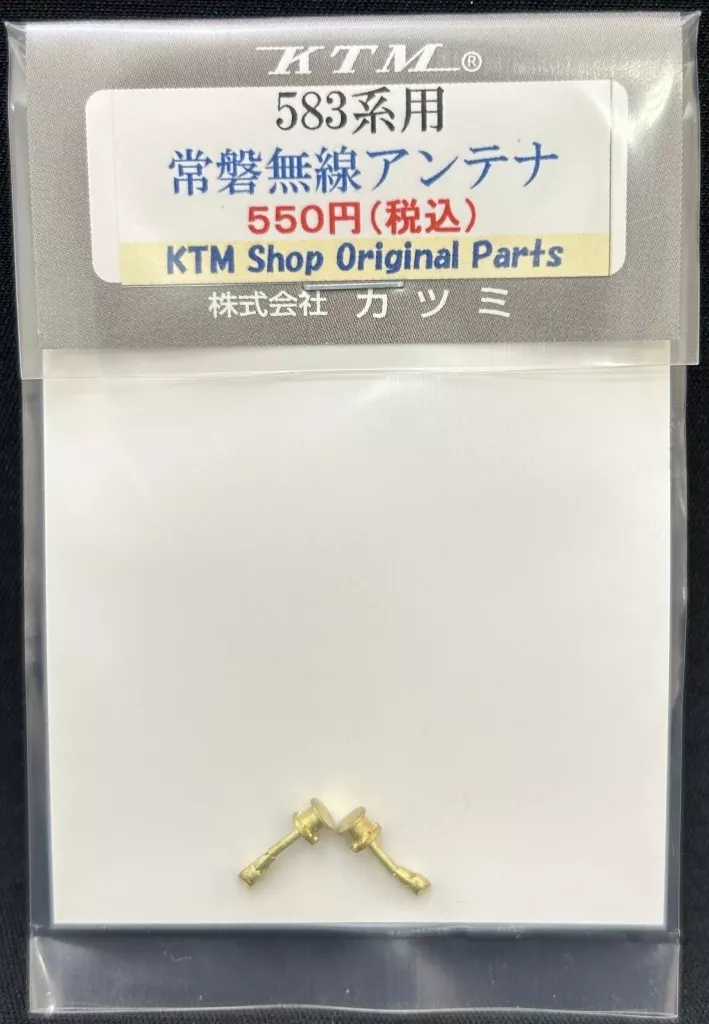 KTM®
583系用
常磐無線アンテナ
550円(税込)
KTM Shop Original Parts
株式会社 カツミ